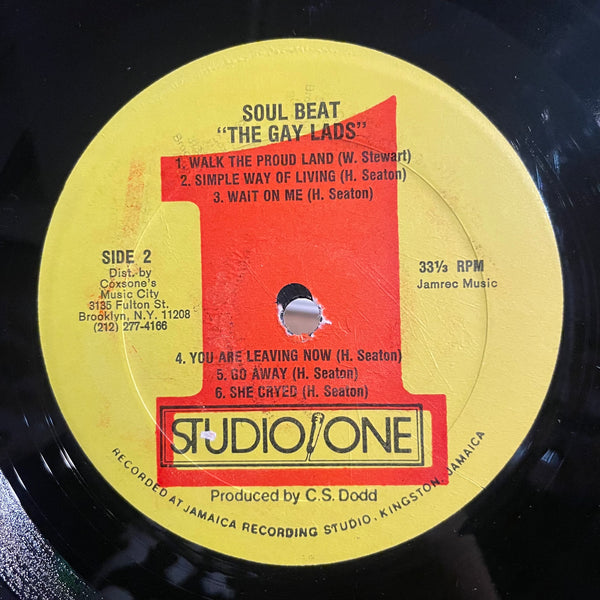 SOUL BEAT
"THE GAY LADS"
1. WALK THE PROUD LAND (W. Stewart)
2. SIMPLE WAY OF LIVING (H. Seaton)
3. WAIT ON ME (H. Seaton)
SIDE 2
Dist. by
Coxsone's
Music City
3135 Fulton St.
Brooklyn, N.Y. 11208
(212) 277-4166
33⅓ RPM
Jamrec Music
4. YOU ARE LEAVING NOW (H. Seaton)
5. GO AWAY (H. Seaton)
6. SHE CRYED (H. Seaton)
STUDIO ONE
Produced by C.S. Dodd
RECORDED AT JAMAICA RECORDING STUDIO. KINGSTON, JAMAICA